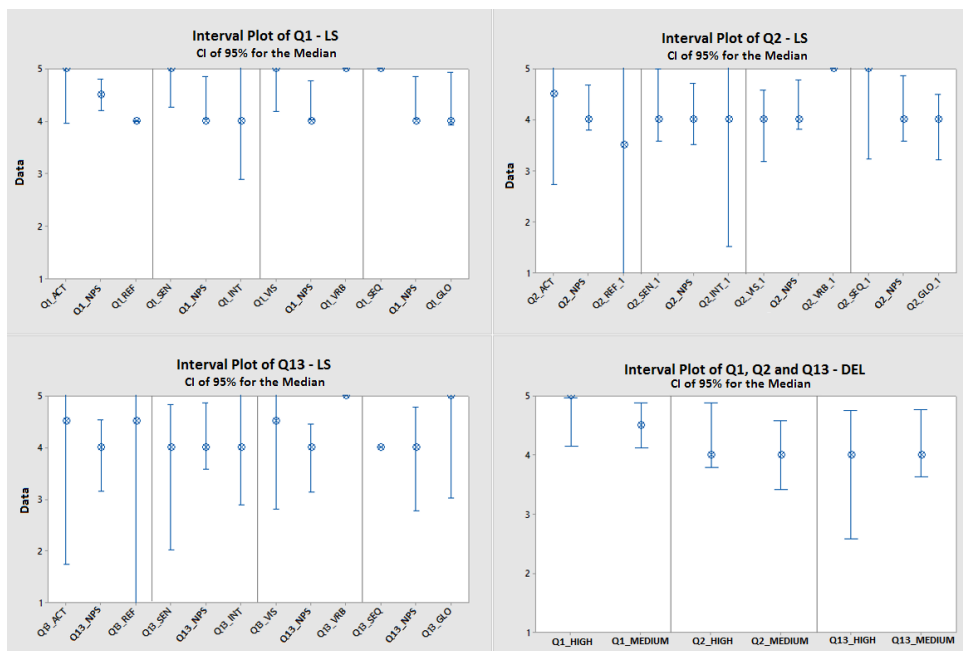 Interval Plot of Q1 - LS
CI of 95% for the Median
Data
5
4
3
2
1
Q1_ACT
Q1_NPS
Q1_REF
Q1_SEN
Q1_NPS
Q1_INT
Q1_VIS
Q1_NPS
Q1_VRB
Q1_SEQ
Q1_NPS
Q1_GLO
Interval Plot of Q2 - LS
CI of 95% for the Median
Data
5
4
3
2
1
Q2_ACT
Q2_NPS
Q2_REF_1
Q2_SEN_1
Q2_NPS
Q2_INT_1
Q2_VIS_1
Q2_NPS
Q2_VRB_1
Q2_SEQ_1
Q2_NPS
Q2_GLO_1
Interval Plot of Q13 - LS
CI of 95% for the Median
Data
5
4
3
2
1
Q13_ACT
Q13_NPS
Q13_REF
Q13_SEN
Q13_NPS
Q13_INT
Q13_VIS
Q13_NPS
Q13_VRB
Q13_SEQ
Q13_NPS
Q13_GLO
Interval Plot of Q1, Q2 and Q13 - DEL
CI of 95% for the Median
5
4
3
2
1
Q1_HIGH
Q1_MEDIUM
Q2_HIGH
Q2_MEDIUM
Q13_HIGH
Q13_MEDIUM